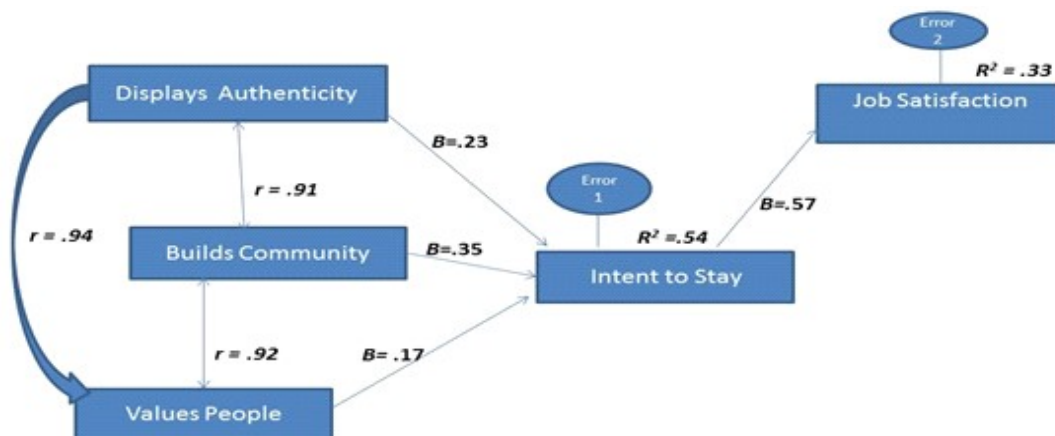 Error
2
R² = .33
Displays Authenticity
Job Satisfaction
B=.23
Error
1
r = .91
B=.57
r = .94
R² =.54
Builds Community
B=.35
Intent to Stay
r = .92
B= .17
Values People